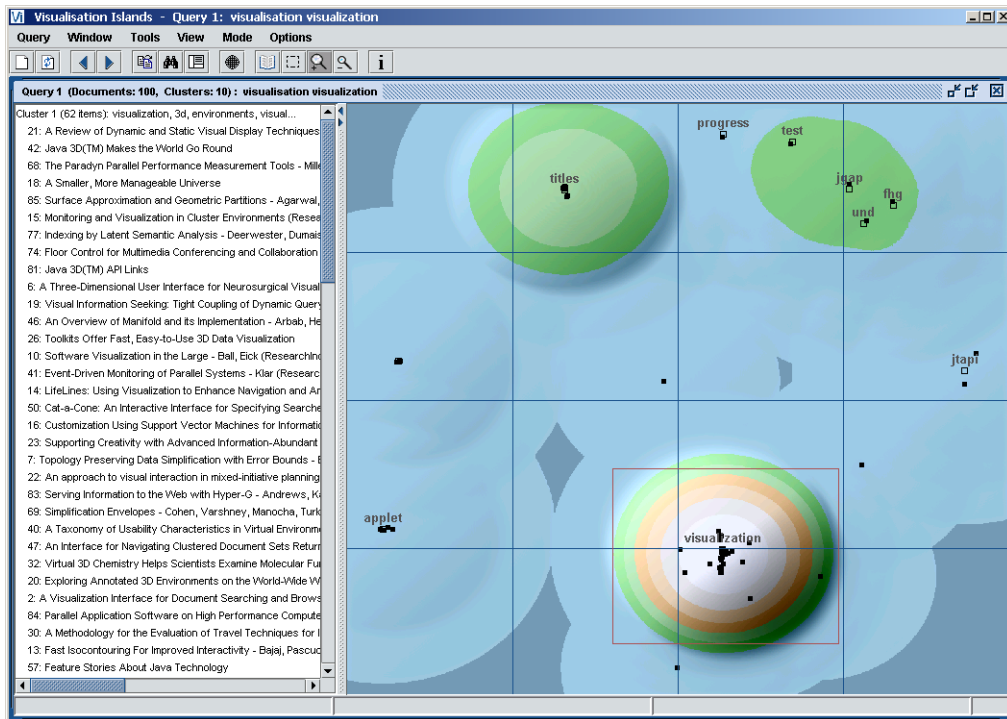 Visualisation Islands - Query 1: visualisation visualization
Query Window Tools View Mode Options
Query 1 (Documents: 100, Clusters: 10) : visualisation visualization
Cluster 1 (62 items): visualization, 3d, environments, visual...
21: A Review of Dynamic and Static Visual Display Techniques
42: Java 3D(TM) Makes the World Go Round
68: The Paradyn Parallel Performance Measurement Tools - Mille
18: A Smaller, More Manageable Universe
85: Surface Approximation and Geometric Partitions - Agarwal,
15: Monitoring and Visualization in Cluster Environments (Resea
77: Indexing by Latent Semantic Analysis - Deerwester, Dumais
74: Floor Control for Multimedia Conferencing and Collaboration
81: Java 3D(TM) API Links
6: A Three-Dimensional User Interface for Neurosurgical Visual
19: Visual Information Seeking: Tight Coupling of Dynamic Query
46: An Overview of Manifold and its Implementation - Arbab, He
26: Toolkits Offer Fast, Easy-to-Use 3D Data Visualization
10: Software Visualization in the Large - Ball, Eick (ResearchInd
41: Event-Driven Monitoring of Parallel Systems - Klar (Researc
14: LifeLines: Using Visualization to Enhance Navigation and An
50: Cat-a-Cone: An Interactive Interface for Specifying Searche
16: Customization Using Support Vector Machines for Informatio
23: Supporting Creativity with Advanced Information-Abundant
7: Topology Preserving Data Simplification with Error Bounds -
22: An approach to visual interaction in mixed-initiative planning
83: Serving Information to the Web with Hyper-G - Andrews, Ka
69: Simplification Envelopes - Cohen, Varshney, Manocha, Turk
40: A Taxonomy of Usability Characteristics in Virtual Environme
47: An Interface for Navigating Clustered Document Sets Return
32: Virtual 3D Chemistry Helps Scientists Examine Molecular Fu
20: Exploring Annotated 3D Environments on the World-Wide W
2: A Visualization Interface for Document Searching and Brows
84: Parallel Application Software on High Performance Compute
30: A Methodology for the Evaluation of Travel Techniques for I
13: Fast Isocontouring For Improved Interactivity - Bajaj, Pascuc
57: Feature Stories About Java Technology
progress
test
titles
jgap
fhg
und
jtapi
applet
visualization